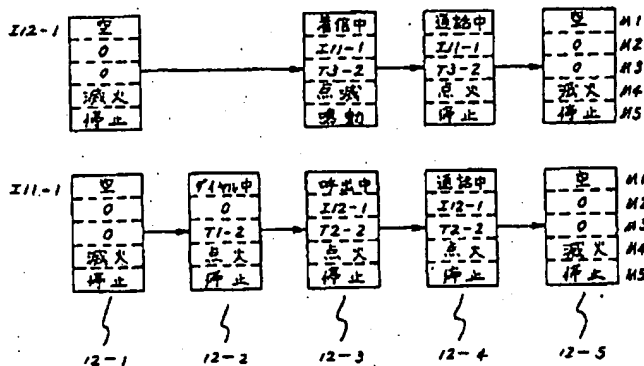 I12-1 空 着信中 通話中 空 M1
0 I11-1 I11-1 0 M2
0 T3-2 T3-2 0 M3
滅火 点滅 点火 滅火 M4
停止 鳴動 停止 停止 M5
I11-1 空 ダイヤル中 呼出中 通話中 空 M1
0 0 I12-1 I12-1 0 M2
0 T1-2 T2-2 T2-2 0 M3
滅火 点火 点火 点火 滅火 M4
停止 停止 停止 停止 停止 M5
12-1 12-2 12-3 12-4 12-5